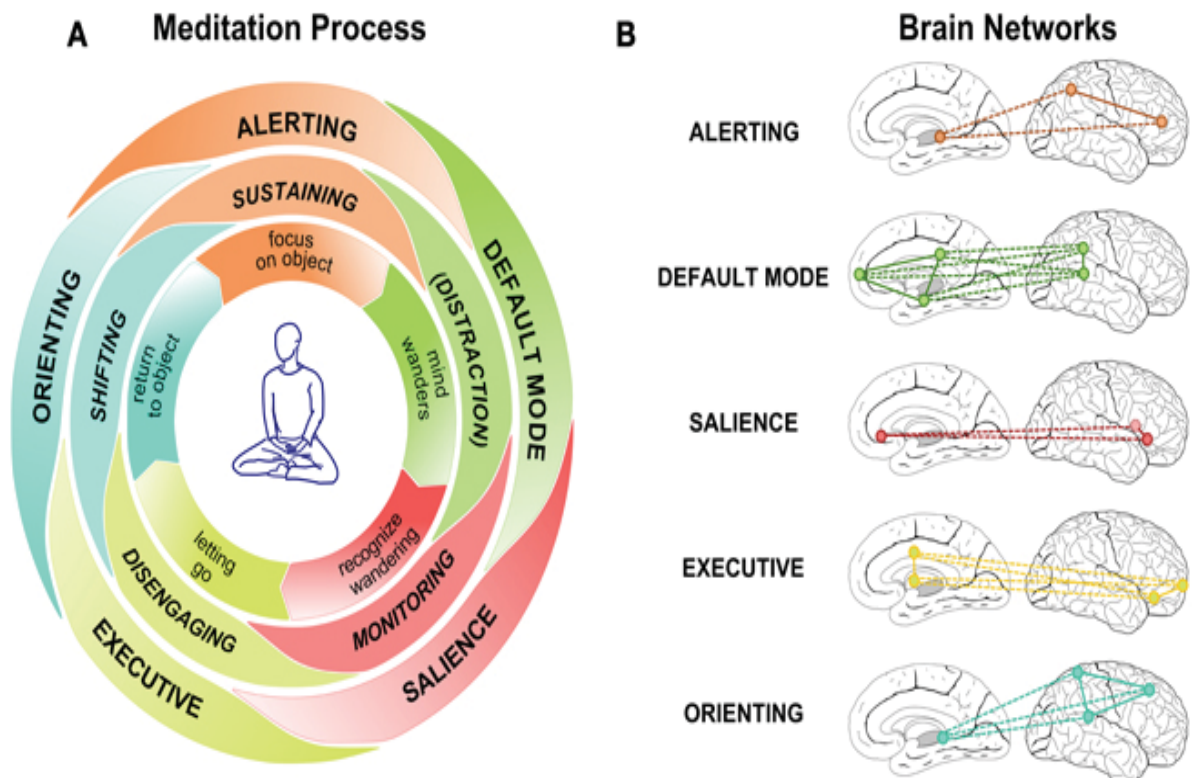 A
Meditation Process
ALERTING
SUSTAINING
focus
on object
DEFAULT MODE
(DISTRACTION)
mind
wanders
SALIENCE
MONITORING
recognize
wandering
EXECUTIVE
DISENGAGING
letting
go
ORIENTING
SHIFTING
return
to object
B
Brain Networks
ALERTING
DEFAULT MODE
SALIENCE
EXECUTIVE
ORIENTING